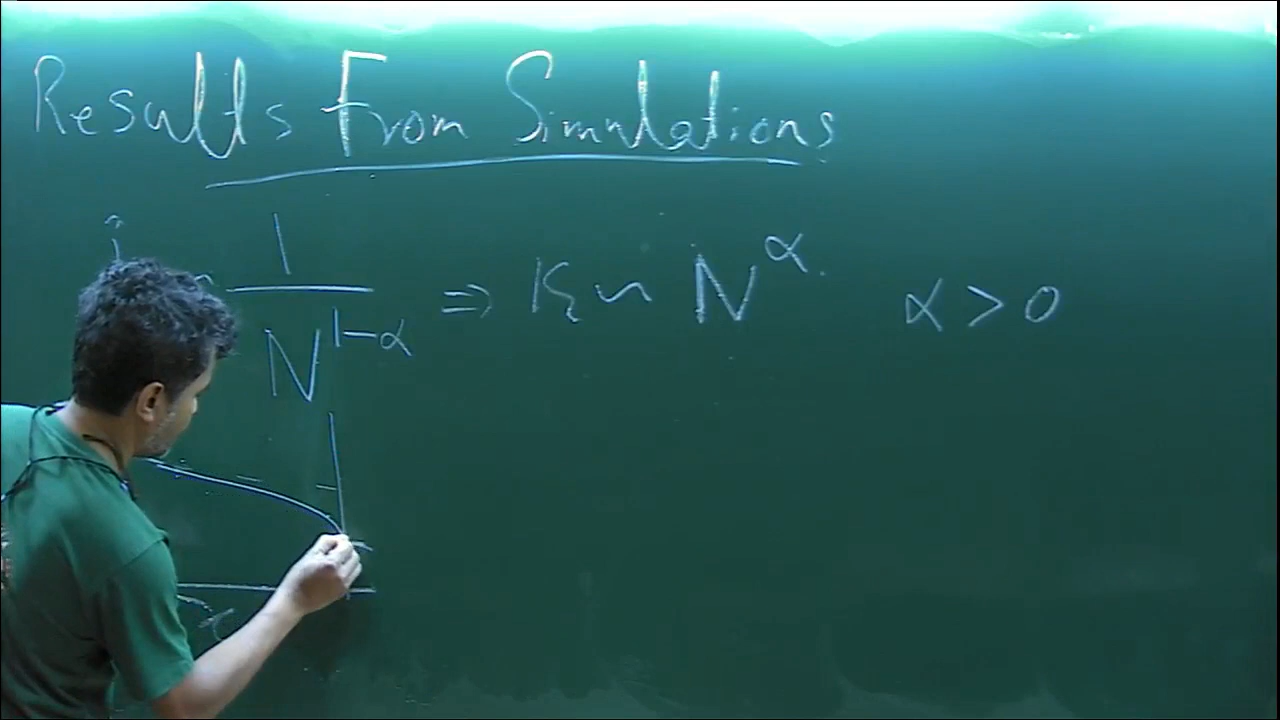 Results From Simulations
ĵ ~ 1/N^{1-α} ⇒ K ~ N^α. α > 0